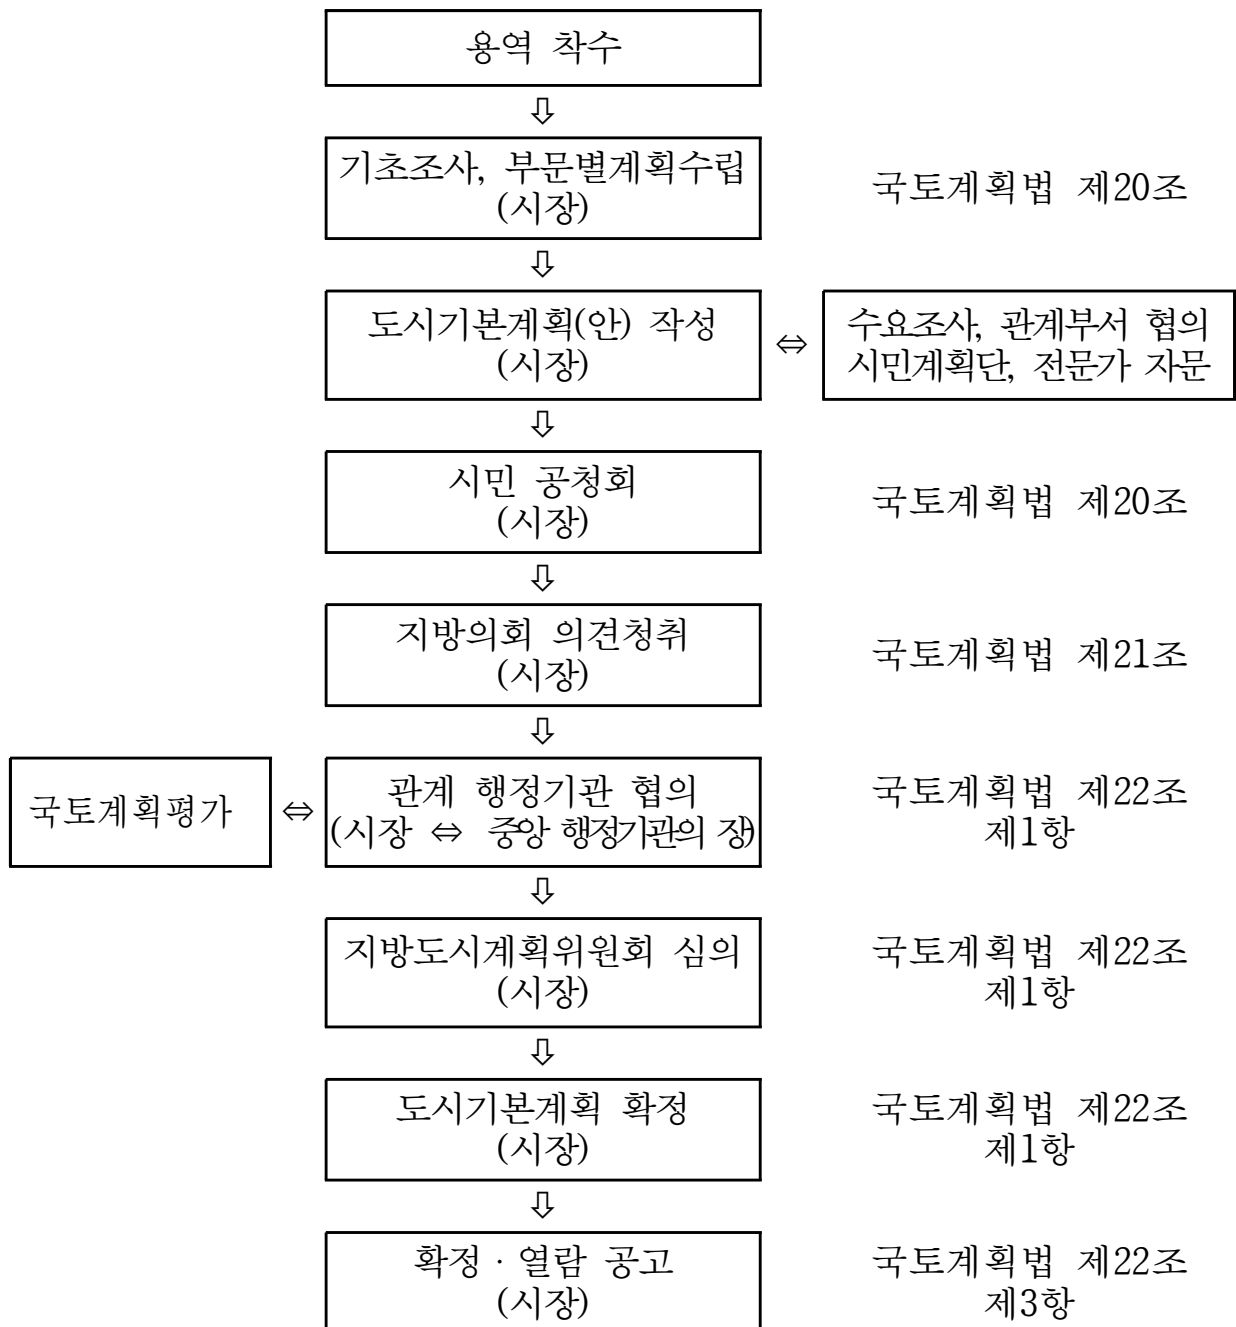 용역 착수
⇩
기초조사, 부문별계획수립
(시장)
국토계획법 제20조
⇩
도시기본계획(안) 작성
(시장)
⇔
수요조사, 관계부서 협의
시민계획단, 전문가 자문
⇩
시민 공청회
(시장)
국토계획법 제20조
⇩
지방의회 의견청취
(시장)
국토계획법 제21조
⇩
국토계획평가
⇔
관계 행정기관 협의
(시장 ⇔ 중앙 행정기관의 장)
국토계획법 제22조
제1항
⇩
지방도시계획위원회 심의
(시장)
국토계획법 제22조
제1항
⇩
도시기본계획 확정
(시장)
국토계획법 제22조
제1항
⇩
확정 · 열람 공고
(시장)
국토계획법 제22조
제3항